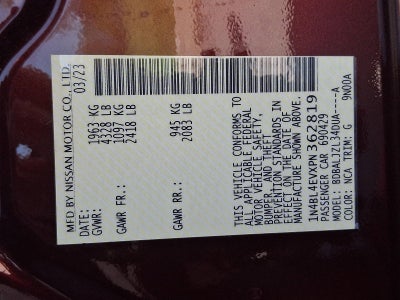 MFD BY NISSAN MOTOR CO., LTD.
DATE: 03/23
GVWR: 1963 KG
4328 LB
GAWR FR.: 1097 KG
2418 LB
GAWR RR.: 945 KG
2083 LB
THIS VEHICLE CONFORMS TO
ALL APPLICABLE FEDERAL
MOTOR VEHICLE SAFETY,
BUMPER, AND THEFT
PREVENTION STANDARDS IN
EFFECT ON THE DATE OF
MANUFACTURE SHOWN ABOVE.
1N4BL4EVXPN362819
PASSENGER CAR 690429
MODEL: BDBALJZL34DUA----A
COLOR: NCA TRIM: G 9N00A